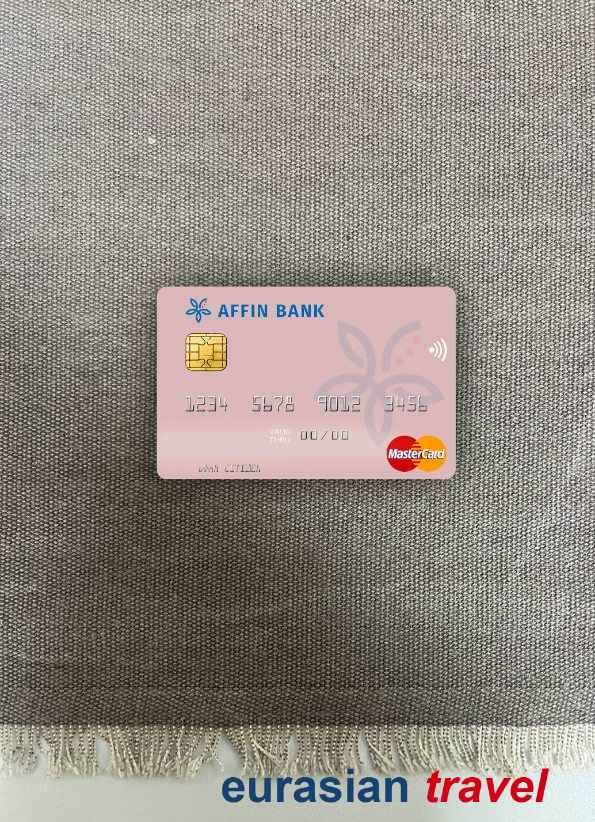 AFFIN BANK
1234 5678 9012 3456
VALID
THRU 00/00
MasterCard
eurasian travel